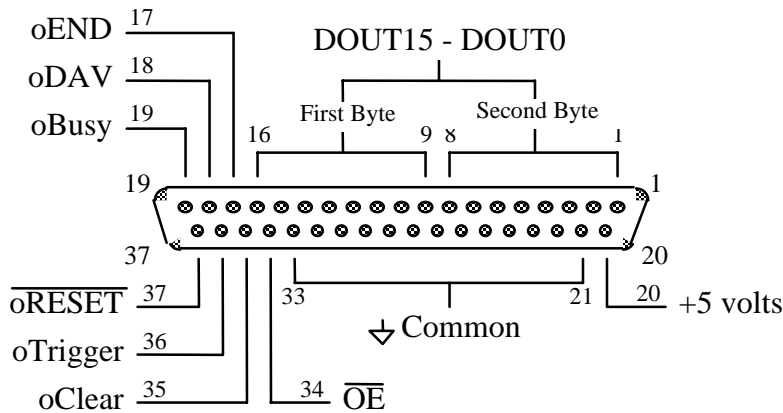 oEND 17
DOUT15 - DOUT0
oDAV 18
oBusy 19
First Byte
Second Byte
16 9 8 1
19 1
37 20
oRESET 37
33 21 20 +5 volts
Common
oTrigger 36
oClear 35
34 OE